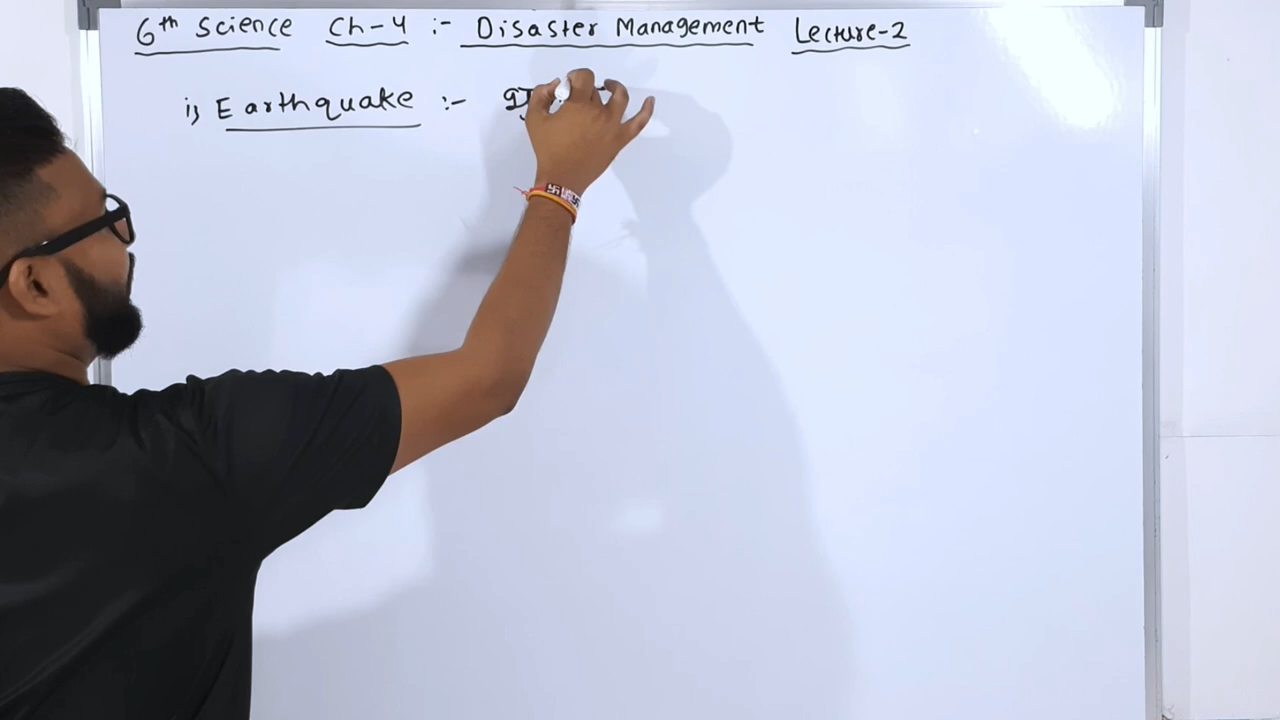 6th Science Ch-4 :- Disaster Management Lecture-2
i) Earthquake :-